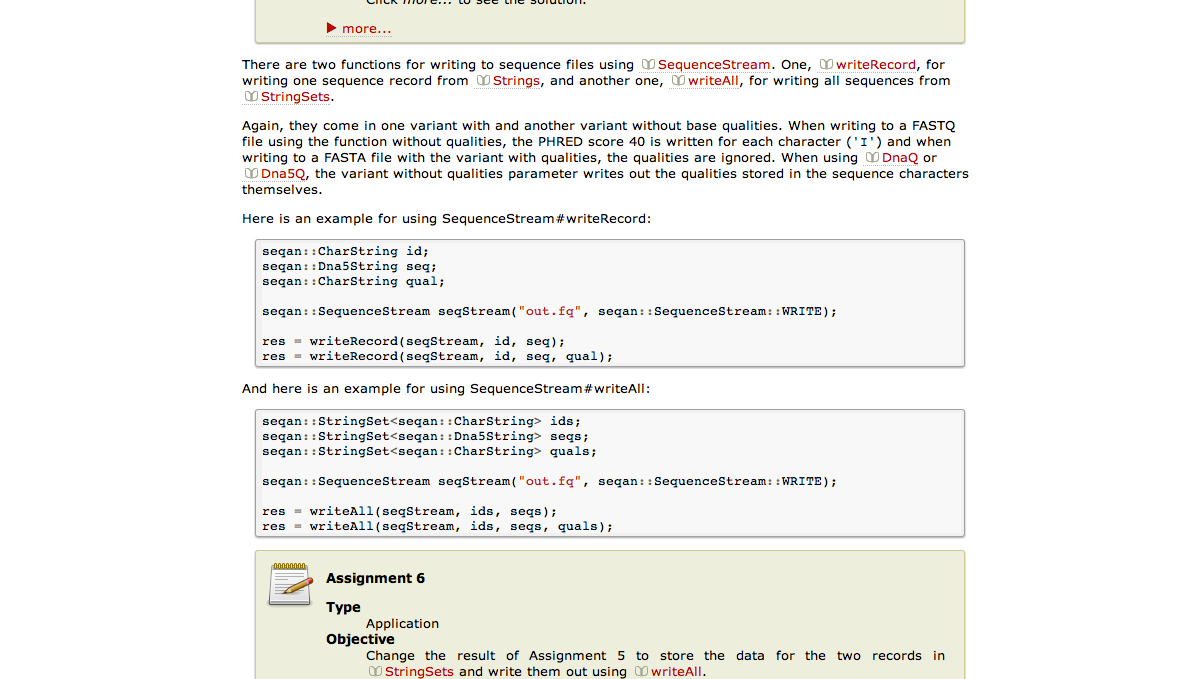 Click more... to see the solution.
▶ more...
There are two functions for writing to sequence files using SequenceStream. One, writeRecord, for
writing one sequence record from Strings, and another one, writeAll, for writing all sequences from
StringSets.
Again, they come in one variant with and another variant without base qualities. When writing to a FASTQ
file using the function without qualities, the PHRED score 40 is written for each character ('I') and when
writing to a FASTA file with the variant with qualities, the qualities are ignored. When using DnaQ or
Dna5Q, the variant without qualities parameter writes out the qualities stored in the sequence characters
themselves.
Here is an example for using SequenceStream#writeRecord:
seqan::CharString id;
seqan::Dna5String seq;
seqan::CharString qual;
seqan::SequenceStream seqStream("out.fq", seqan::SequenceStream::WRITE);
res = writeRecord(seqStream, id, seq);
res = writeRecord(seqStream, id, seq, qual);
And here is an example for using SequenceStream#writeAll:
seqan::StringSet<seqan::CharString> ids;
seqan::StringSet<seqan::Dna5String> seqs;
seqan::StringSet<seqan::CharString> quals;
seqan::SequenceStream seqStream("out.fq", seqan::SequenceStream::WRITE);
res = writeAll(seqStream, ids, seqs);
res = writeAll(seqStream, ids, seqs, quals);
Assignment 6
Type
Application
Objective
Change the result of Assignment 5 to store the data for the two records in
StringSets and write them out using writeAll.